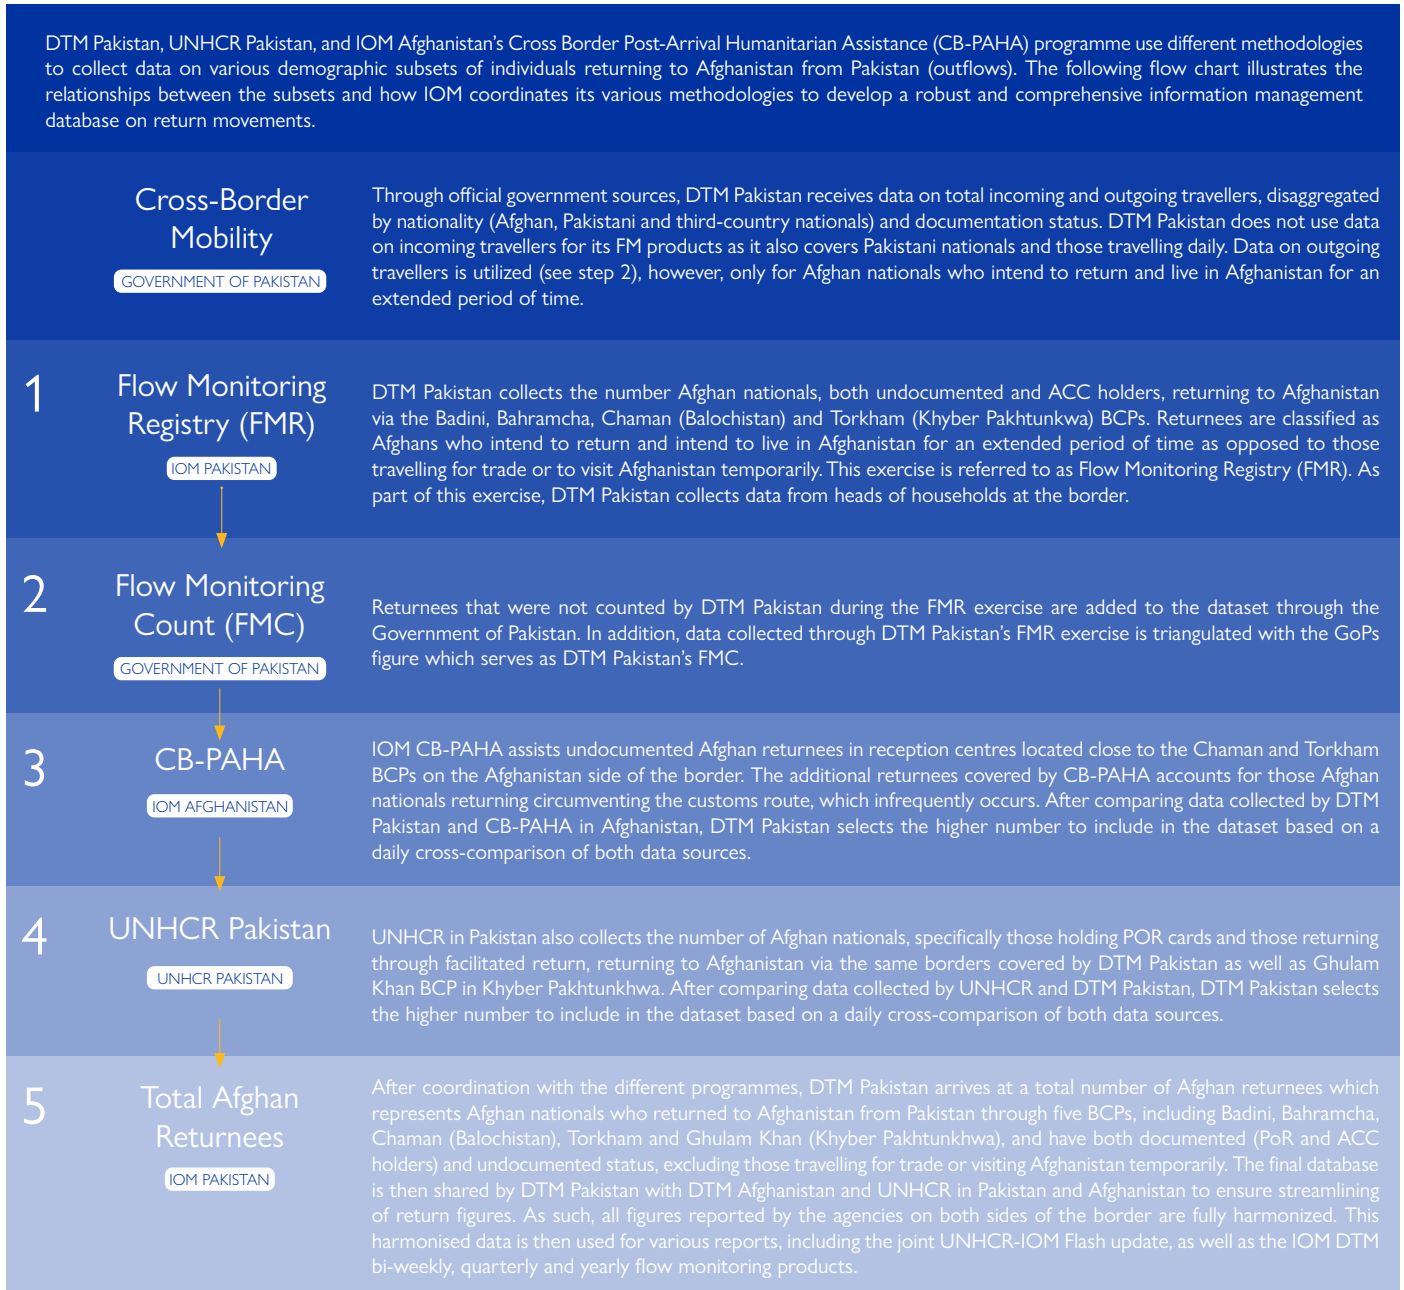 DTM Pakistan, UNHCR Pakistan, and IOM Afghanistan's Cross Border Post-Arrival Humanitarian Assistance (CB-PAHA) programme use different methodologies
to collect data on various demographic subsets of individuals returning to Afghanistan from Pakistan (outflows). The following flow chart illustrates the
relationships between the subsets and how IOM coordinates its various methodologies to develop a robust and comprehensive information management
database on return movements.
Cross-Border
Mobility
GOVERNMENT OF PAKISTAN
Through official government sources, DTM Pakistan receives data on total incoming and outgoing travellers, disaggregated
by nationality (Afghan, Pakistani and third-country nationals) and documentation status. DTM Pakistan does not use data
on incoming travellers for its FM products as it also covers Pakistani nationals and those travelling daily. Data on outgoing
travellers is utilized (see step 2), however, only for Afghan nationals who intend to return and live in Afghanistan for an
extended period of time.
1
Flow Monitoring
Registry (FMR)
IOM PAKISTAN
DTM Pakistan collects the number Afghan nationals, both undocumented and ACC holders, returning to Afghanistan
via the Badini, Bahramcha, Chaman (Balochistan) and Torkham (Khyber Pakhtunkwa) BCPs. Returnees are classified as
Afghans who intend to return and intend to live in Afghanistan for an extended period of time as opposed to those
travelling for trade or to visit Afghanistan temporarily. This exercise is referred to as Flow Monitoring Registry (FMR). As
part of this exercise, DTM Pakistan collects data from heads of households at the border.
2
Flow Monitoring
Count (FMC)
GOVERNMENT OF PAKISTAN
Returnees that were not counted by DTM Pakistan during the FMR exercise are added to the dataset through the
Government of Pakistan. In addition, data collected through DTM Pakistan's FMR exercise is triangulated with the GoPs
figure which serves as DTM Pakistan's FMC.
3
CB-PAHA
IOM AFGHANISTAN
IOM CB-PAHA assists undocumented Afghan returnees in reception centres located close to the Chaman and Torkham
BCPs on the Afghanistan side of the border. The additional returnees covered by CB-PAHA accounts for those Afghan
nationals returning circumventing the customs route, which infrequently occurs. After comparing data collected by DTM
Pakistan and CB-PAHA in Afghanistan, DTM Pakistan selects the higher number to include in the dataset based on a
daily cross-comparison of both data sources.
4
UNHCR Pakistan
UNHCR PAKISTAN
UNHCR in Pakistan also collects the number of Afghan nationals, specifically those holding POR cards and those returning
through facilitated return, returning to Afghanistan via the same borders covered by DTM Pakistan as well as Ghulam
Khan BCP in Khyber Pakhtunkhwa. After comparing data collected by UNHCR and DTM Pakistan, DTM Pakistan selects
the higher number to include in the dataset based on a daily cross-comparison of both data sources.
5
Total Afghan
Returnees
IOM PAKISTAN
After coordination with the different programmes, DTM Pakistan arrives at a total number of Afghan returnees which
represents Afghan nationals who returned to Afghanistan from Pakistan through five BCPs, including Badini, Bahramcha,
Chaman (Balochistan), Torkham and Ghulam Khan (Khyber Pakhtunkhwa), and have both documented (PoR and ACC
holders) and undocumented status, excluding those travelling for trade or visiting Afghanistan temporarily. The final database
is then shared by DTM Pakistan with DTM Afghanistan and UNHCR in Pakistan and Afghanistan to ensure streamlining
of return figures. As such, all figures reported by the agencies on both sides of the border are fully harmonized. This
harmonised data is then used for various reports, including the joint UNHCR-IOM Flash update, as well as the IOM DTM
bi-weekly, quarterly and yearly flow monitoring products.